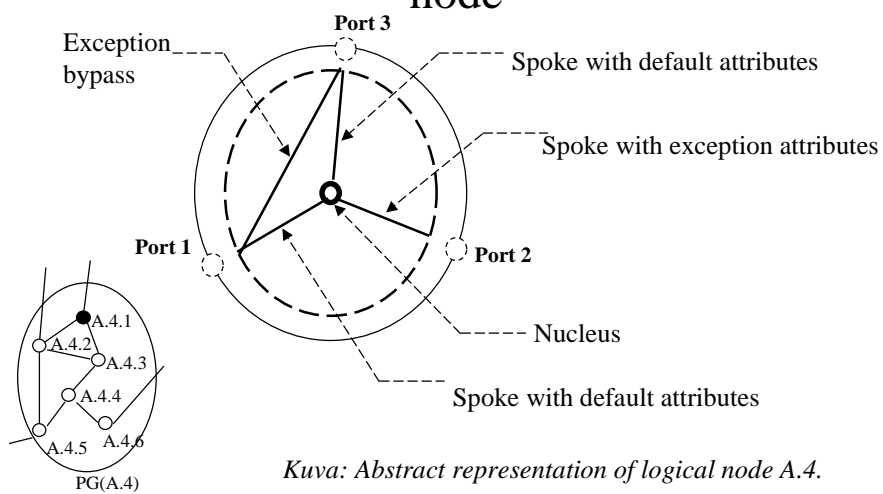 node
Port 3
Exception
bypass
Spoke with default attributes
Spoke with exception attributes
Port 1
Port 2
Nucleus
Spoke with default attributes
A.4.1
A.4.2
A.4.3
A.4.4
A.4.5
A.4.6
PG(A.4)
Kuva: Abstract representation of logical node A.4.